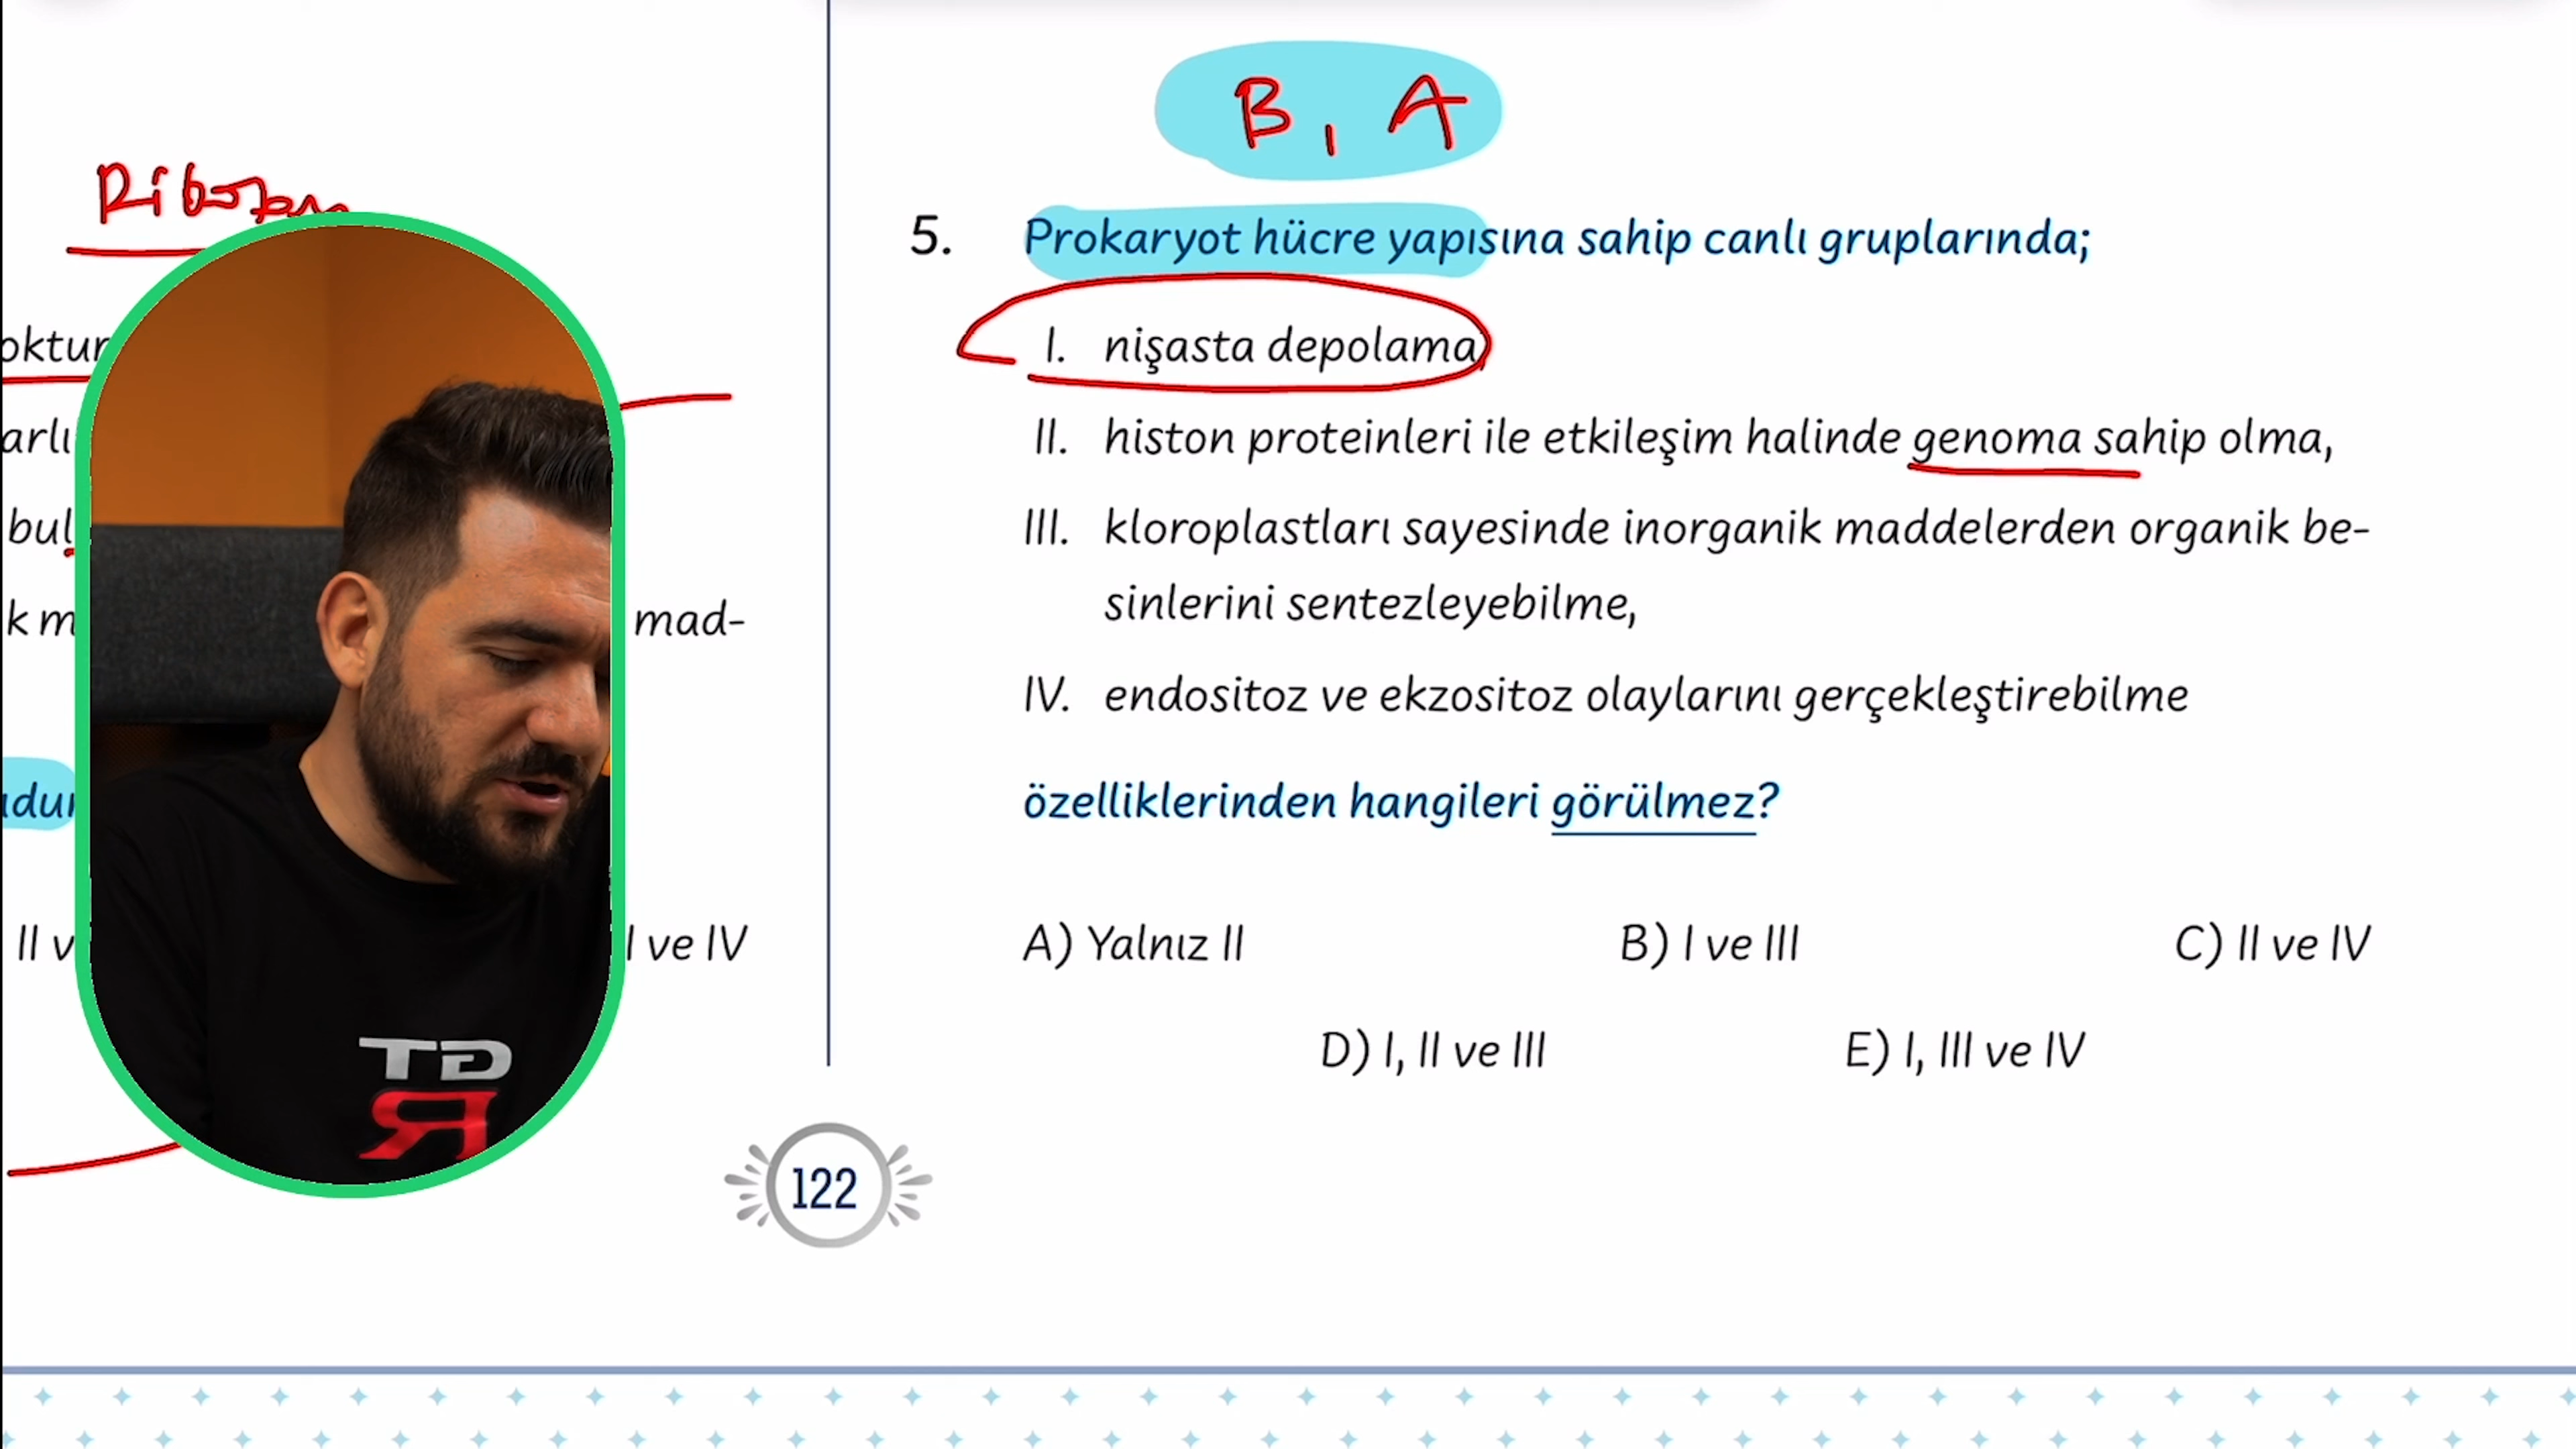 B, A
5. Prokaryot hücre yapısına sahip canlı gruplarında;
I. nişasta depolama,
II. histon proteinleri ile etkileşim halinde genoma sahip olma,
III. kloroplastları sayesinde inorganik maddelerden organik be-
sinlerini sentezleyebilme,
IV. endositoz ve ekzositoz olaylarını gerçekleştirebilme
özelliklerinden hangileri görülmez?
A) Yalnız II B) I ve III C) II ve IV
D) I, II ve III E) I, III ve IV
mad-
II
I ve IV
122